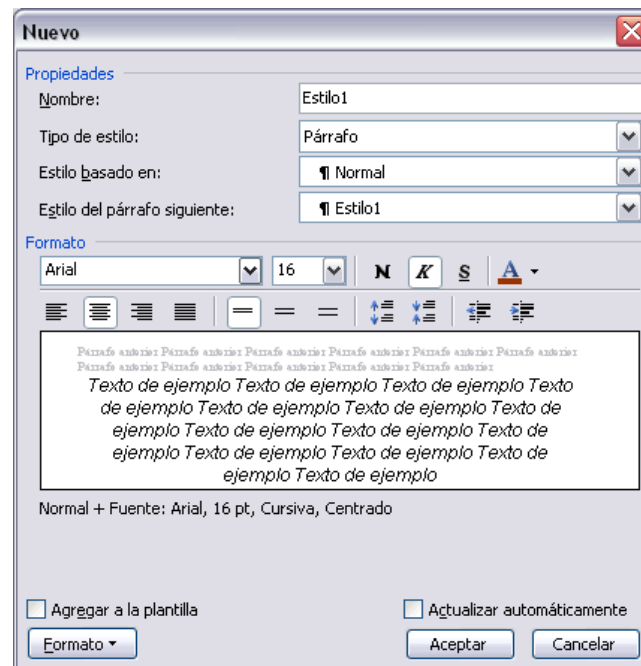 Nuevo
Propiedades
Nombre: Estilo1
Tipo de estilo: Párrafo
Estilo basado en: ¶ Normal
Estilo del párrafo siguiente: ¶ Estilo1
Formato
Arial 16 N K S A
Párrafo anterior Párrafo anterior Párrafo anterior Párrafo anterior Párrafo anterior Párrafo anterior
Párrafo anterior Párrafo anterior Párrafo anterior Párrafo anterior Párrafo anterior
Texto de ejemplo Texto de ejemplo Texto de ejemplo Texto
de ejemplo Texto de ejemplo Texto de ejemplo Texto de
ejemplo Texto de ejemplo Texto de ejemplo Texto de
ejemplo Texto de ejemplo Texto de ejemplo Texto de
ejemplo Texto de ejemplo
Normal + Fuente: Arial, 16 pt, Cursiva, Centrado
Agregar a la plantilla Actualizar automáticamente
Formato Aceptar Cancelar